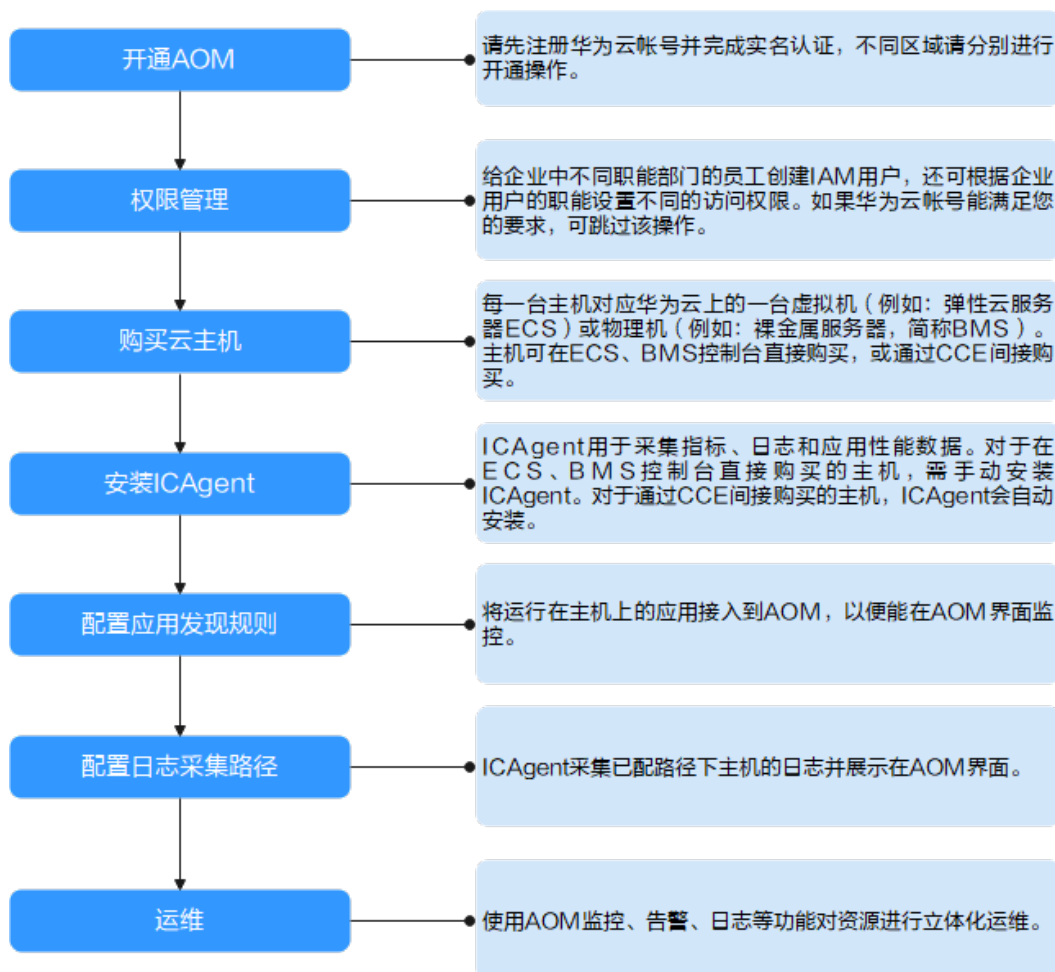 开通AOM
请先注册华为云帐号并完成实名认证，不同区域请分别进行
开通操作。
权限管理
给企业中不同职能部门的员工创建IAM用户，还可根据企业
用户的职能设置不同的访问权限。如果华为云帐号能满足您
的要求，可跳过该操作。
购买云主机
每一台主机对应华为云上的一台虚拟机（例如：弹性云服务
器ECS）或物理机（例如：裸金属服务器，简称BMS）。
主机可在ECS、BMS控制台直接购买，或通过CCE间接购
买。
安装ICAgent
ICAgent用于采集指标、日志和应用性能数据。对于在
ECS、BMS控制台直接购买的主机，需手动安装
ICAgent。对于通过CCE间接购买的主机，ICAgent会自动
安装。
配置应用发现规则
将运行在主机上的应用接入到AOM，以便能在AOM界面监
控。
配置日志采集路径
ICAgent采集已配路径下主机的日志并展示在AOM界面。
运维
使用AOM监控、告警、日志等功能对资源进行立体化运维。